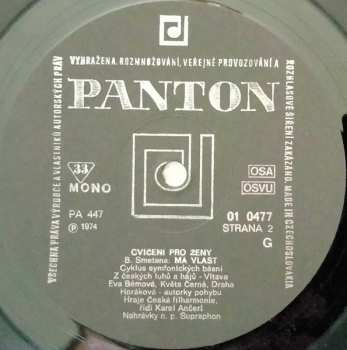 VÝHRAŽENA. ROZMNOŽOVÁNÍ, VEŘEJNÉ PROVOZOVÁNÍ A
ROZHLASOVÉ ŠÍŘENÍ ZAKÁZÁNO. MADE IN CZECHOSLOVAKIA
VŠECHNA PRÁVA VÝROBCE A VLASTNÍKŮ AUTORSKÝCH PRÁV
PANTON
33
MONO
OSA
OSVU
PA 447
℗ 1974
01 0477
STRANA 2
G
CVIČENÍ PRO ŽENY
B. Smetana: MÁ VLAST
Cyklus symfonických básní
Z českých luhů a hájů - Vltava
Eva Bémová, Květa Černá, Draha
Horáková - autorky pohybu
Hraje Česká filharmonie,
řídí Karel Ančerl
Nahrávky n. p. Supraphon